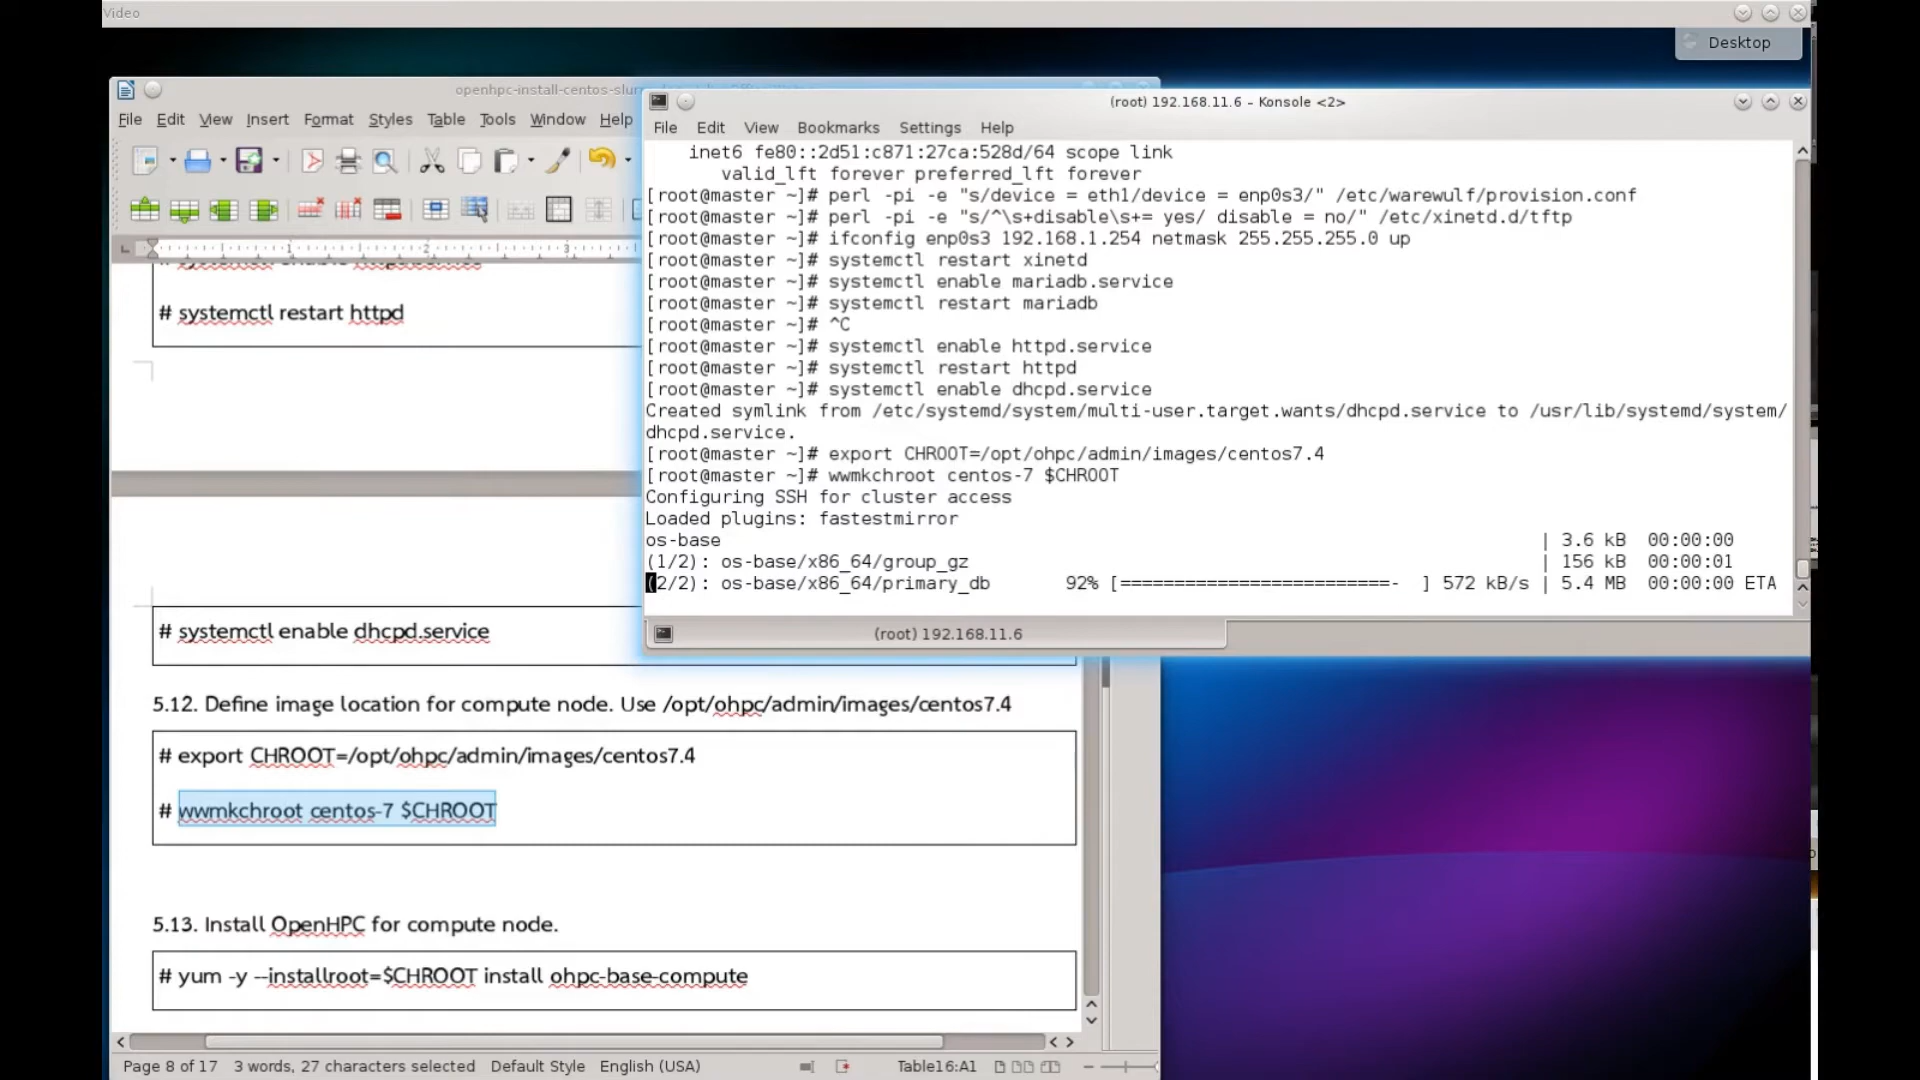 Video
Desktop
openhpc-install-centos-slur
File Edit View Insert Format Styles Table Tools Window Help
# systemctl restart httpd
# systemctl enable dhcpd.service
5.12. Define image location for compute node. Use /opt/ohpc/admin/images/centos7.4
# export CHROOT=/opt/ohpc/admin/images/centos7.4
# wwmkchroot centos-7 $CHROOT
5.13. Install OpenHPC for compute node.
# yum -y --installroot=$CHROOT install ohpc-base-compute
Page 8 of 17 3 words, 27 characters selected Default Style English (USA) Table16:A1
(root) 192.168.11.6 – Konsole <2>
File Edit View Bookmarks Settings Help
inet6 fe80::2d51:c871:27ca:528d/64 scope link
valid_lft forever preferred_lft forever
[root@master ~]# perl -pi -e "s/device = eth1/device = enp0s3/" /etc/warewulf/provision.conf
[root@master ~]# perl -pi -e "s/^\s+disable\s+= yes/ disable = no/" /etc/xinetd.d/tftp
[root@master ~]# ifconfig enp0s3 192.168.1.254 netmask 255.255.255.0 up
[root@master ~]# systemctl restart xinetd
[root@master ~]# systemctl enable mariadb.service
[root@master ~]# systemctl restart mariadb
[root@master ~]# ^C
[root@master ~]# systemctl enable httpd.service
[root@master ~]# systemctl restart httpd
[root@master ~]# systemctl enable dhcpd.service
Created symlink from /etc/systemd/system/multi-user.target.wants/dhcpd.service to /usr/lib/systemd/system/
dhcpd.service.
[root@master ~]# export CHROOT=/opt/ohpc/admin/images/centos7.4
[root@master ~]# wwmkchroot centos-7 $CHROOT
Configuring SSH for cluster access
Loaded plugins: fastestmirror
os-base | 3.6 kB 00:00:00
(1/2): os-base/x86_64/group_gz | 156 kB 00:00:01
(2/2): os-base/x86_64/primary_db 92% [=========================- ] 572 kB/s | 5.4 MB 00:00:00 ETA
(root) 192.168.11.6